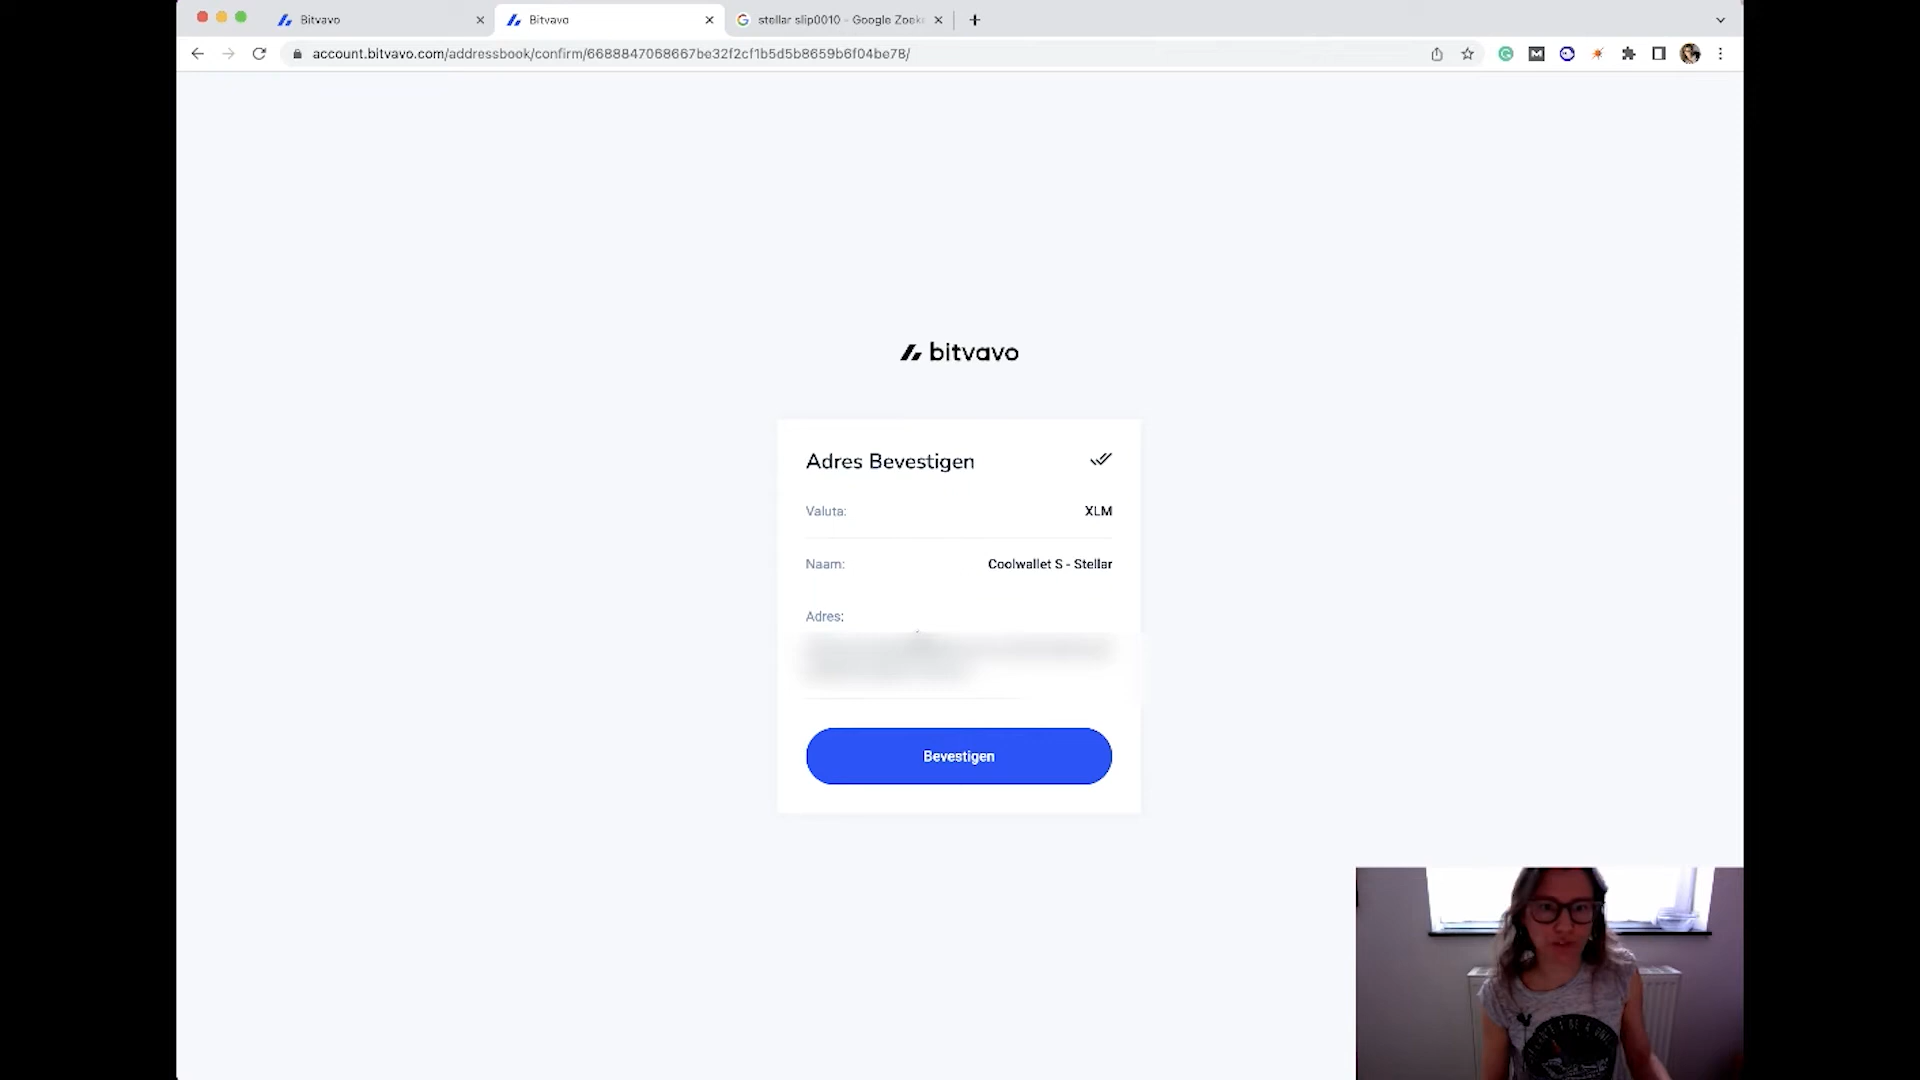 Bitvavo
Bitvavo
stellar slip0010 - Google Zoek
account.bitvavo.com/addressbook/confirm/6688847068667be32f2cf1b5d5b8659b6f04be78/
bitvavo
Adres Bevestigen
Valuta: XLM
Naam: Coolwallet S - Stellar
Adres:
Bevestigen